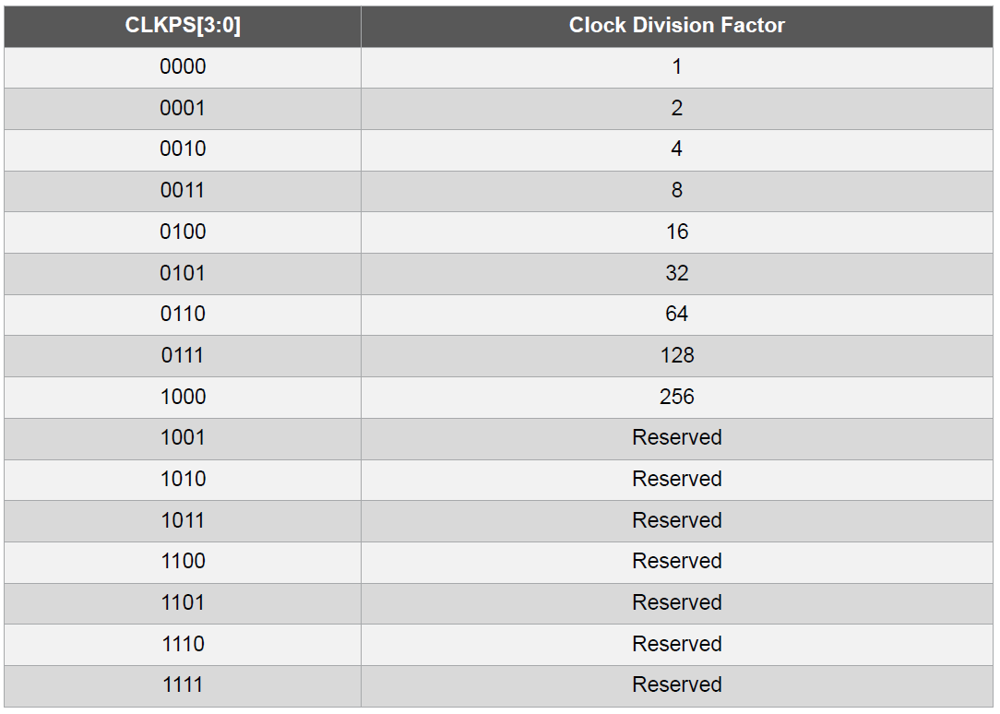 CLKPS[3:0] Clock Division Factor
0000 1
0001 2
0010 4
0011 8
0100 16
0101 32
0110 64
0111 128
1000 256
1001 Reserved
1010 Reserved
1011 Reserved
1100 Reserved
1101 Reserved
1110 Reserved
1111 Reserved